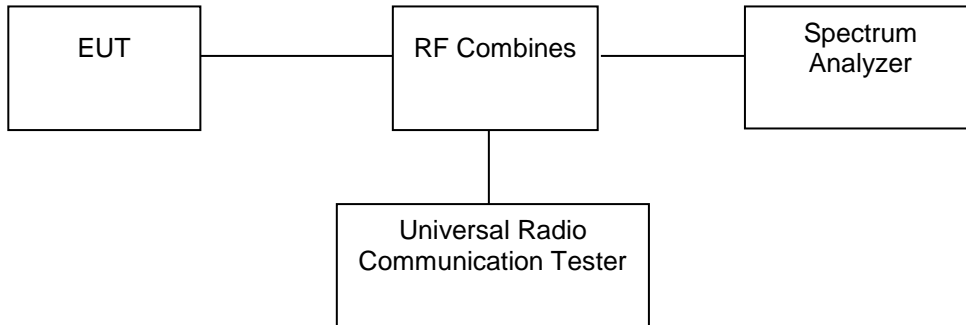 EUT
RF Combines
Spectrum
Analyzer
Universal Radio
Communication Tester